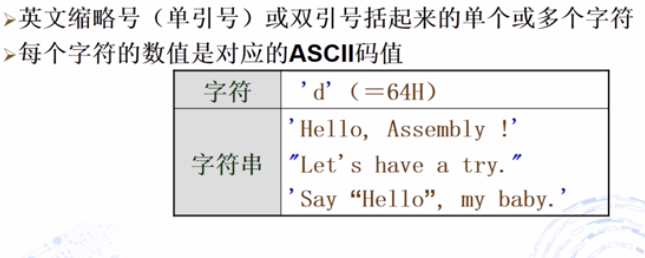 ➢英文缩略号（单引号）或双引号括起来的单个或多个字符
➢每个字符的数值是对应的ASCII码值
字符 'd'（＝64H）
字符串 'Hello, Assembly !'
"Let's have a try."
'Say “Hello”, my baby.'